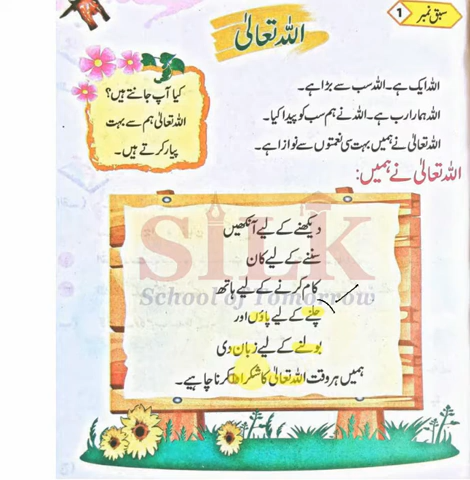 سبق نمبر 1
اللہ تعالیٰ
اللہ ایک ہے۔ اللہ سب سے بڑا ہے۔
اللہ ہمارا رب ہے۔ اللہ نے ہم سب کو پیدا کیا۔
اللہ تعالیٰ نے ہمیں بہت سی نعمتوں سے نوازا ہے۔
کیا آپ جانتے ہیں؟
اللہ تعالیٰ ہم سے بہت
پیار کرتے ہیں۔
اللہ تعالیٰ نے ہمیں:
دیکھنے کے لیے آنکھیں
سننے کے لیے کان
کام کرنے کے لیے ہاتھ
چلنے کے لیے پاؤں اور
بولنے کے لیے زبان دی
ہمیں ہر وقت اللہ تعالیٰ کا شکر ادا کرنا چاہیے۔
SILK
School of Tomorrow